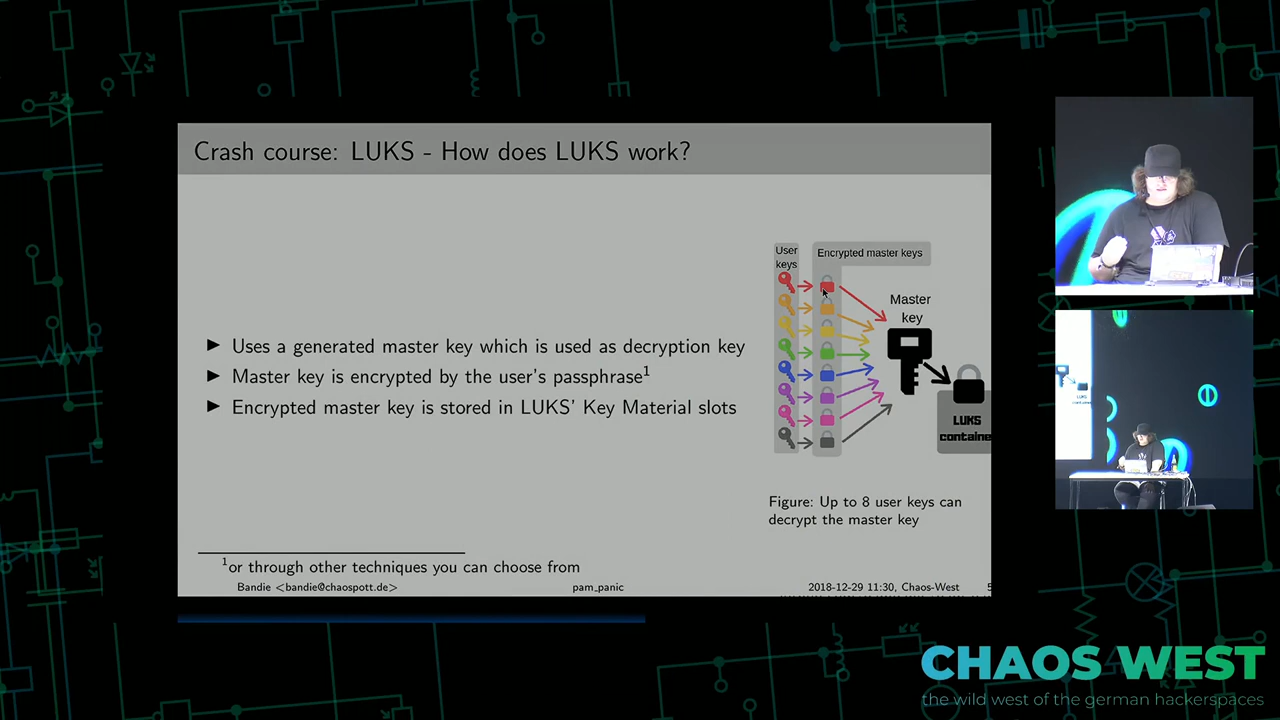 Crash course: LUKS - How does LUKS work?
▶ Uses a generated master key which is used as decryption key
▶ Master key is encrypted by the user's passphrase1
▶ Encrypted master key is stored in LUKS' Key Material slots
User
keys
Encrypted master keys
Master
key
LUKS
containe
Figure: Up to 8 user keys can
decrypt the master key
1or through other techniques you can choose from
Bandie <bandie@chaospott.de>
pam_panic
2018-12-29 11:30, Chaos-West
5
CHAOS WEST
the wild west of the german hackerspaces